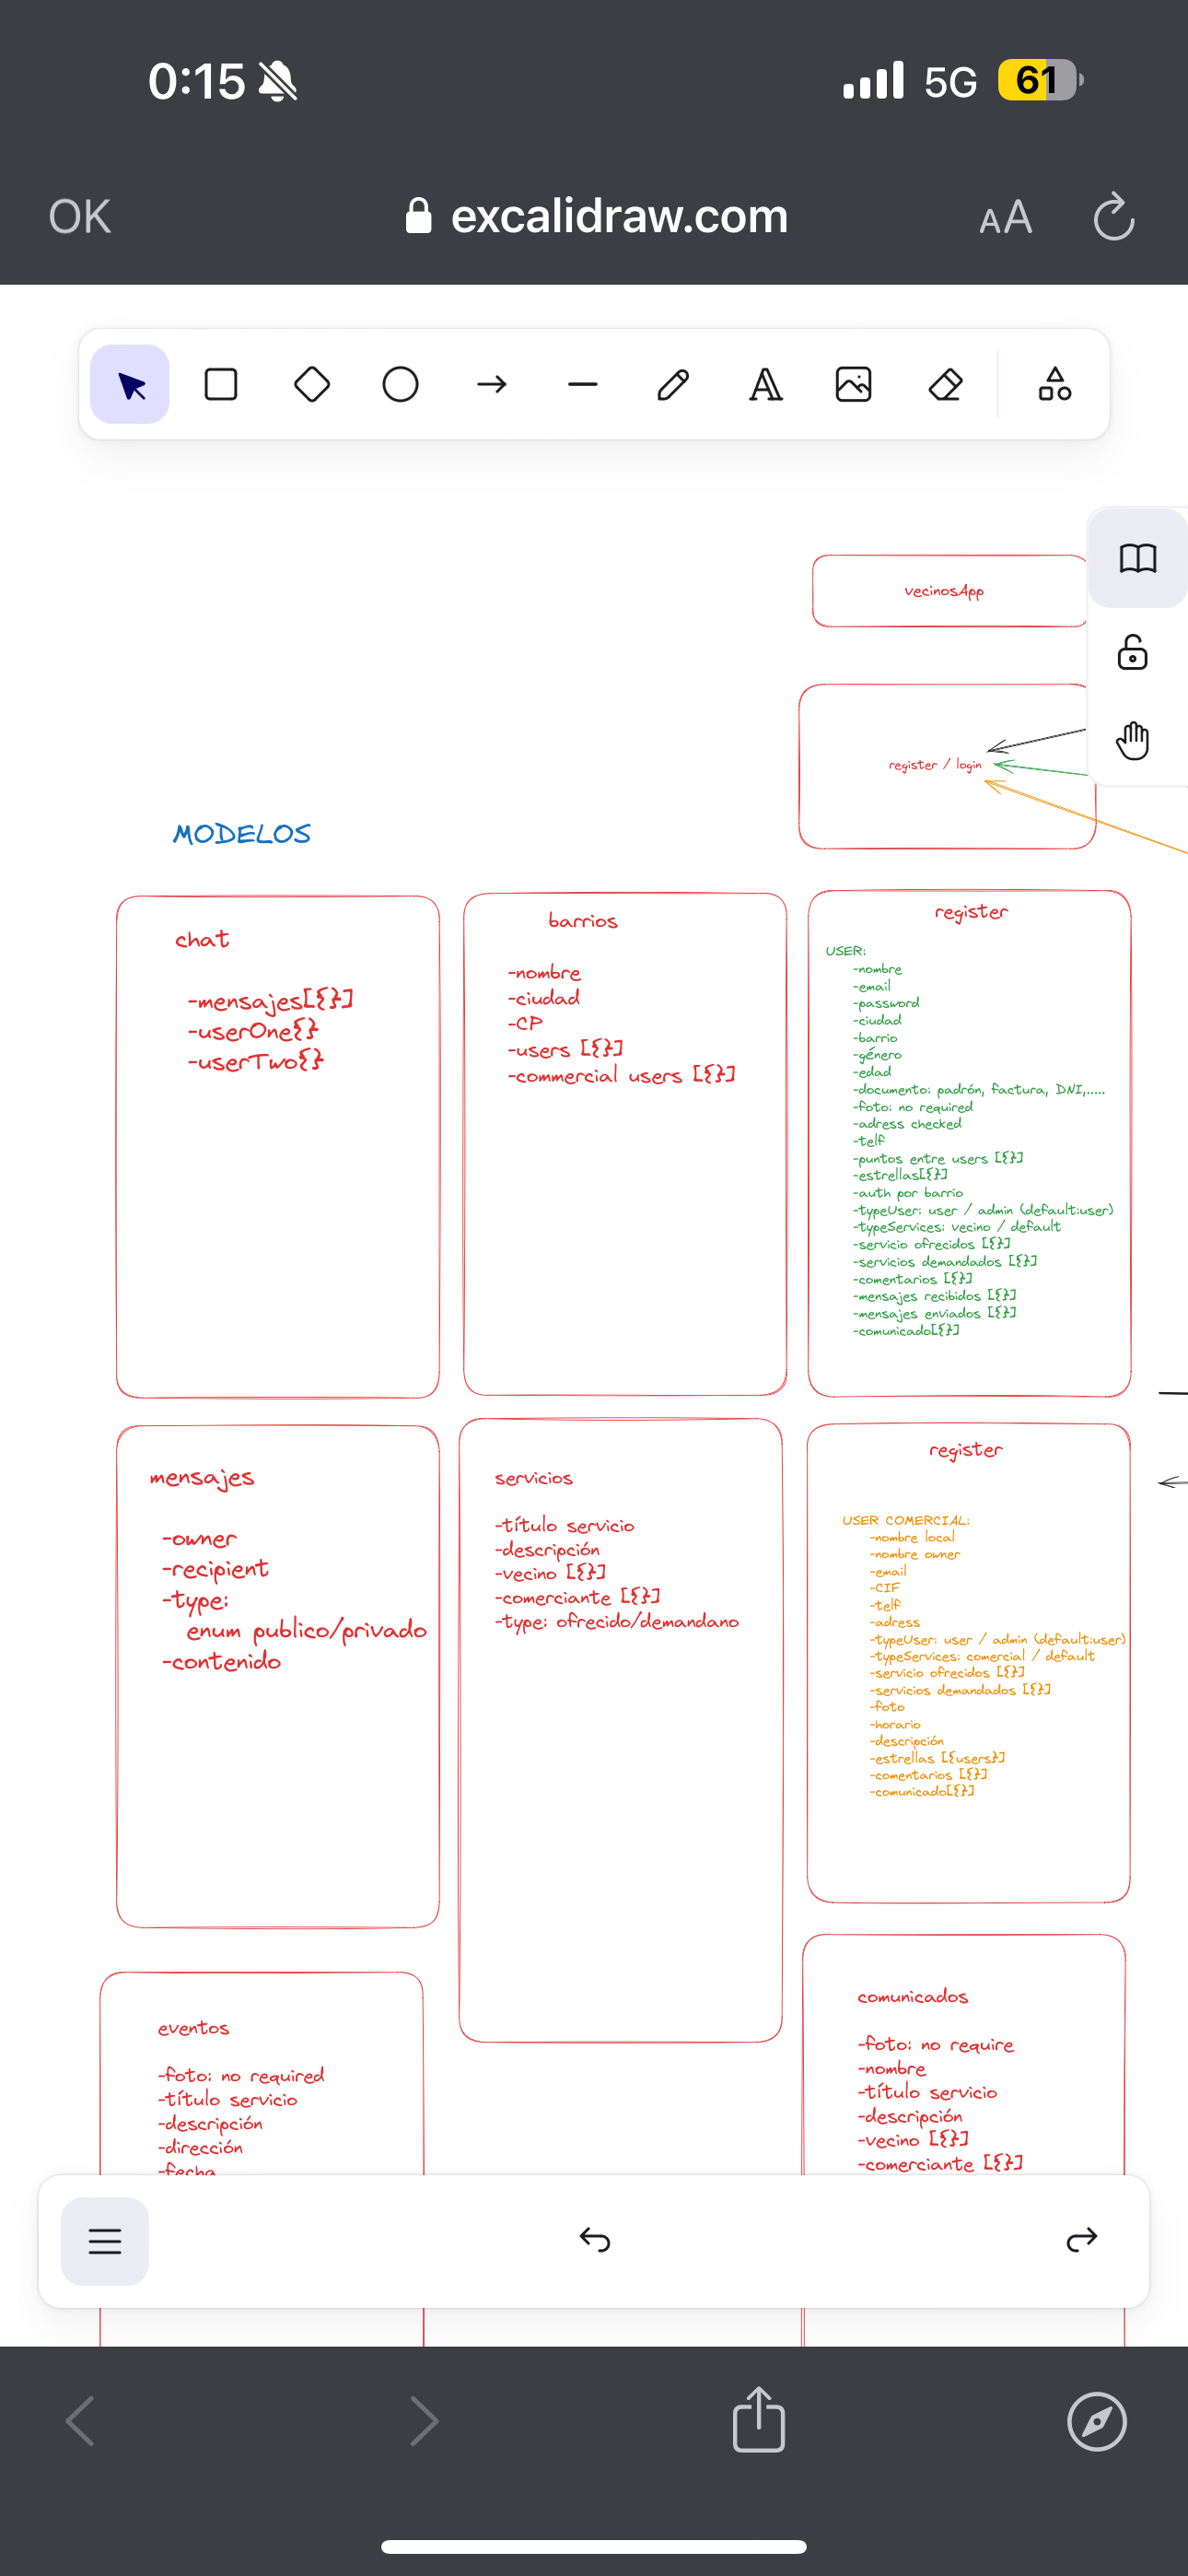 0:15
5G
61
OK
excalidraw.com
AA
vecinosApp
register / login
MODELOS
chat
-mensajes[{}]
-userOne{}
-userTwo{}
barrios
-nombre
-ciudad
-CP
-users [{}]
-commercial users [{}]
register
USER:
-nombre
-email
-password
-ciudad
-barrio
-género
-edad
-documento: padrón, factura, DNI,.....
-foto: no required
-adress checked
-telf
-puntos entre users [{}]
-estrellas[{}]
-auth por barrio
-typeUser: user / admin (default:user)
-typeServices: vecino / default
-servicio ofrecidos [{}]
-servicios demandados [{}]
-comentarios [{}]
-mensajes recibidos [{}]
-mensajes enviados [{}]
-comunicado[{}]
mensajes
-owner
-recipient
-type:
enum publico/privado
-contenido
servicios
-título servicio
-descripción
-vecino [{}]
-comerciante [{}]
-type: ofrecido/demandano
register
USER COMERCIAL:
-nombre local
-nombre owner
-email
-CIF
-telf
-adress
-typeUser: user / admin (default:user)
-typeServices: comercial / default
-servicio ofrecidos [{}]
-servicios demandados [{}]
-foto
-horario
-descripción
-estrellas [{users}]
-comentarios [{}]
-comunicado[{}]
eventos
-foto: no required
-título servicio
-descripción
-dirección
-fecha
comunicados
-foto: no require
-nombre
-título servicio
-descripción
-vecino [{}]
-comerciante [{}]